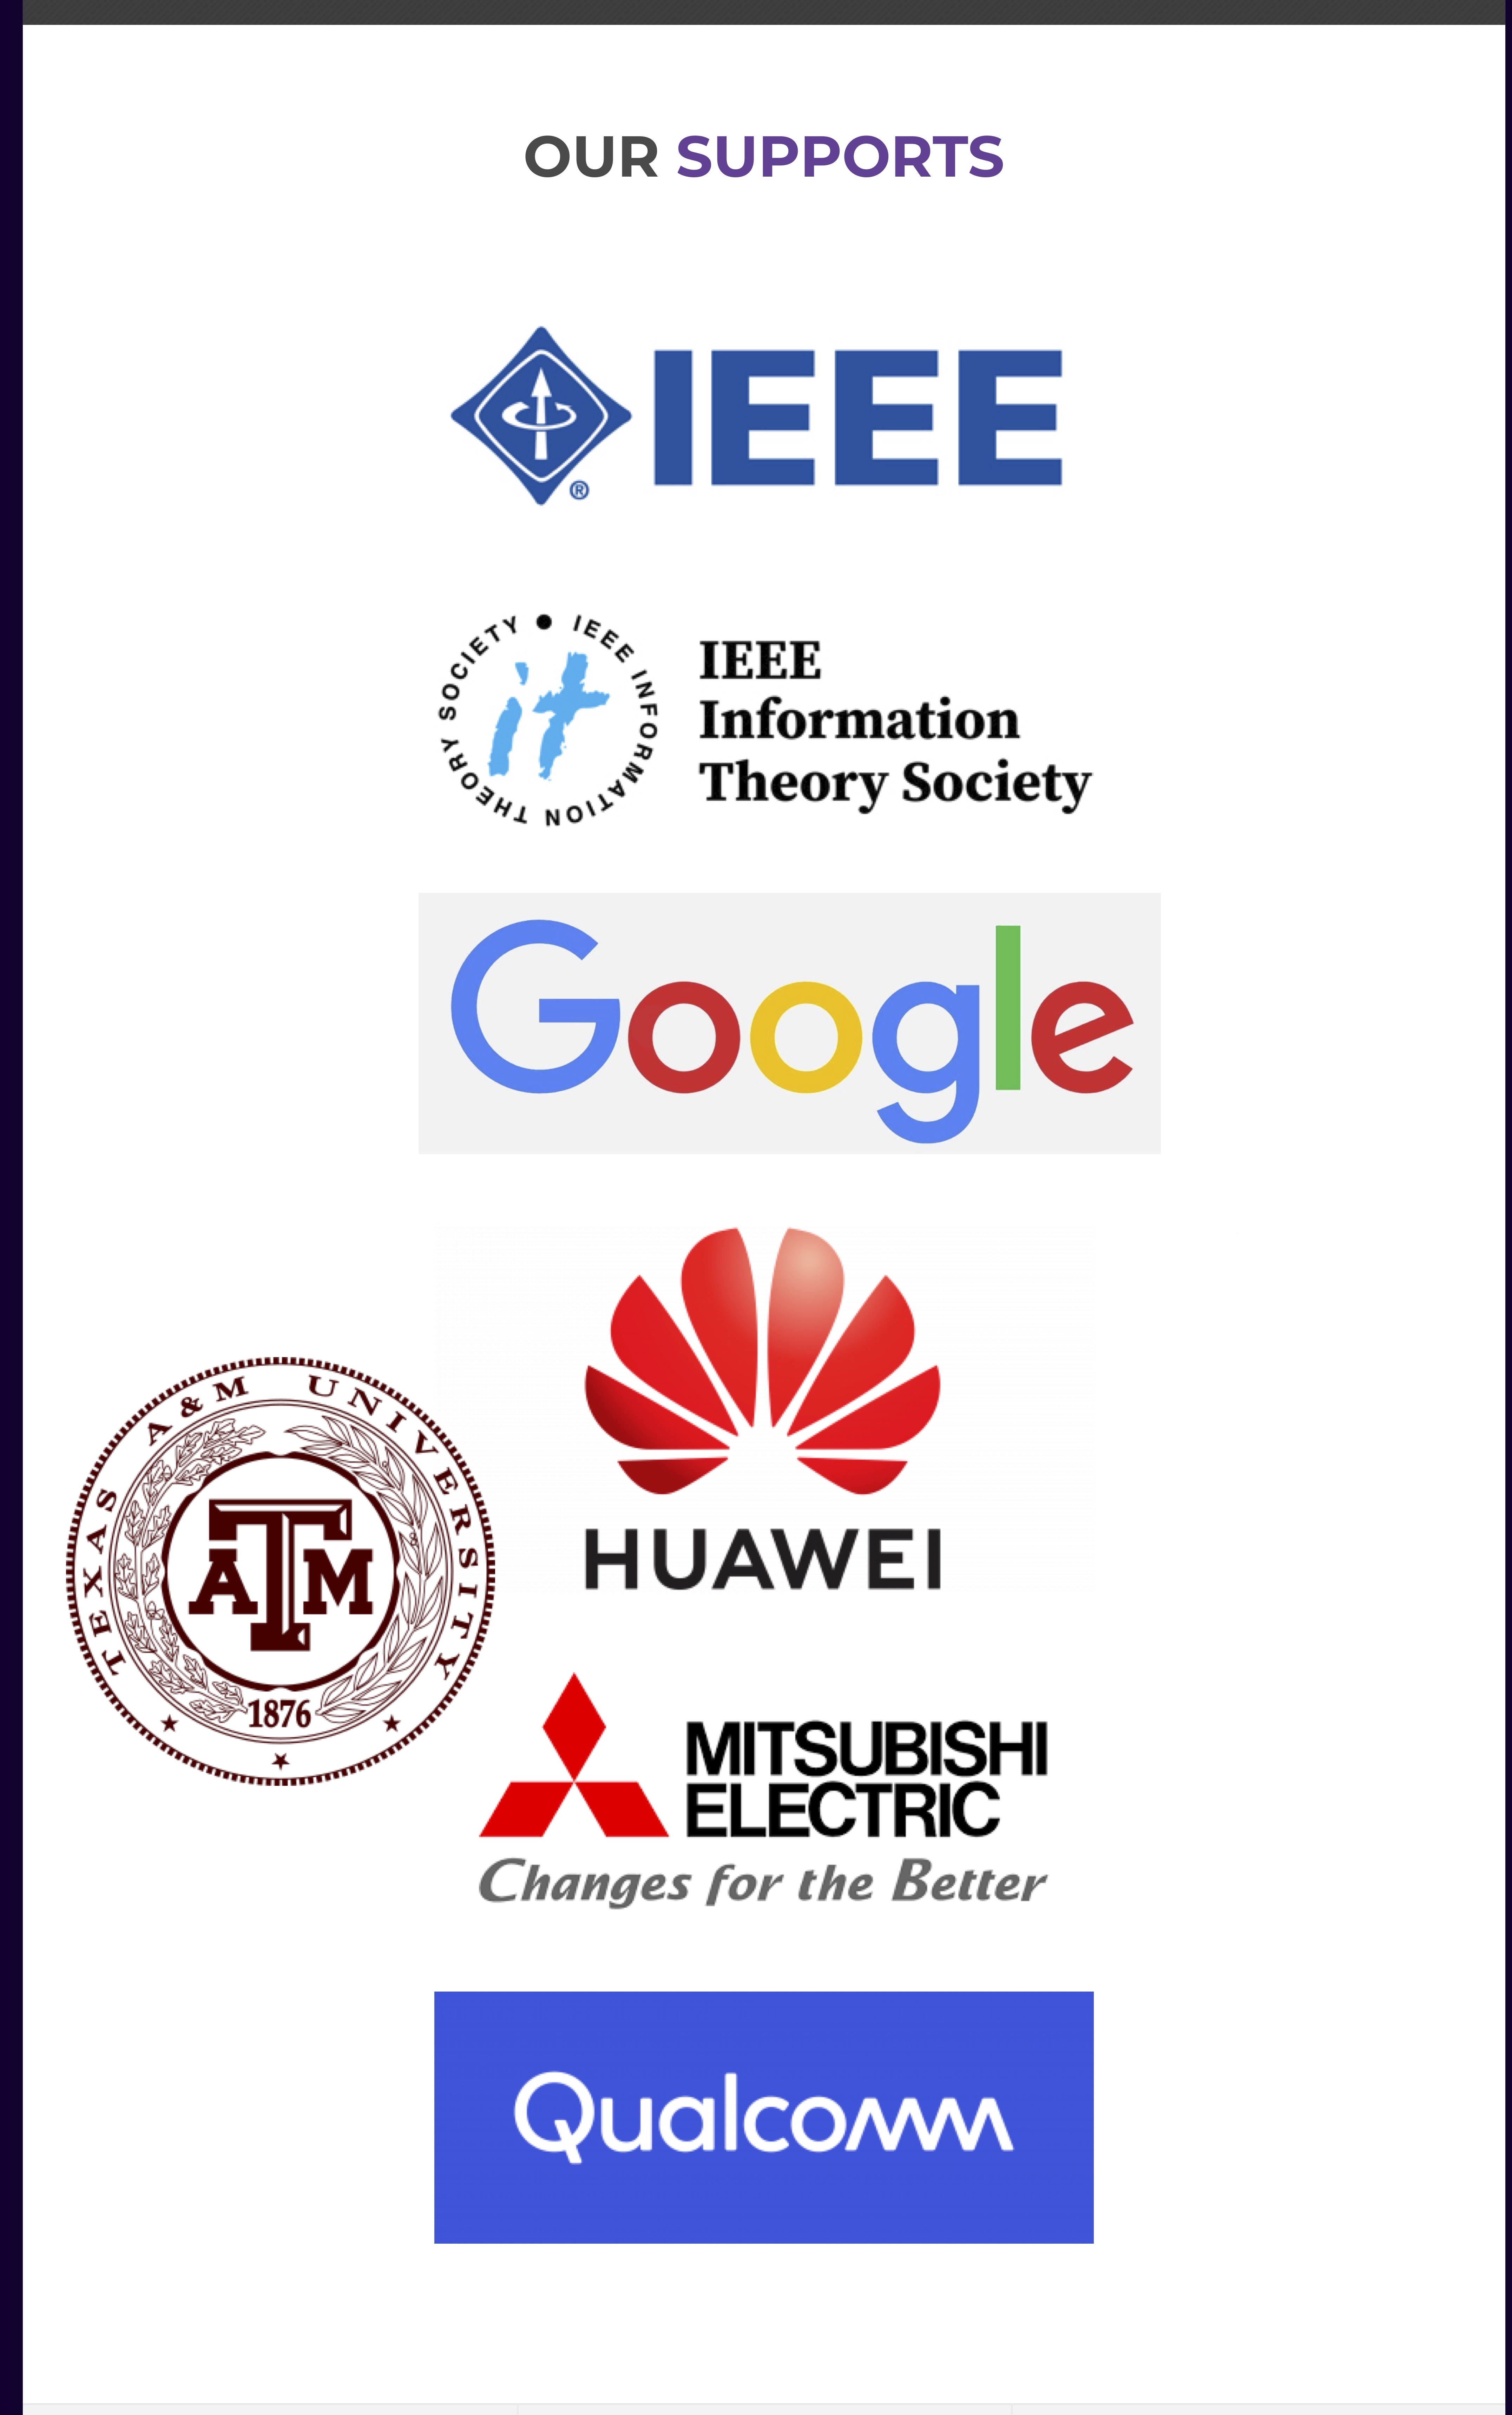 OUR SUPPORTS
® IEEE
SOCIETY • IEEE INFORMATION THEORY
IEEE
Information
Theory Society
Google
HUAWEI
TEXAS A&M UNIVERSITY
ATM
1876
MITSUBISHI
ELECTRIC
Changes for the Better
Qualcomm